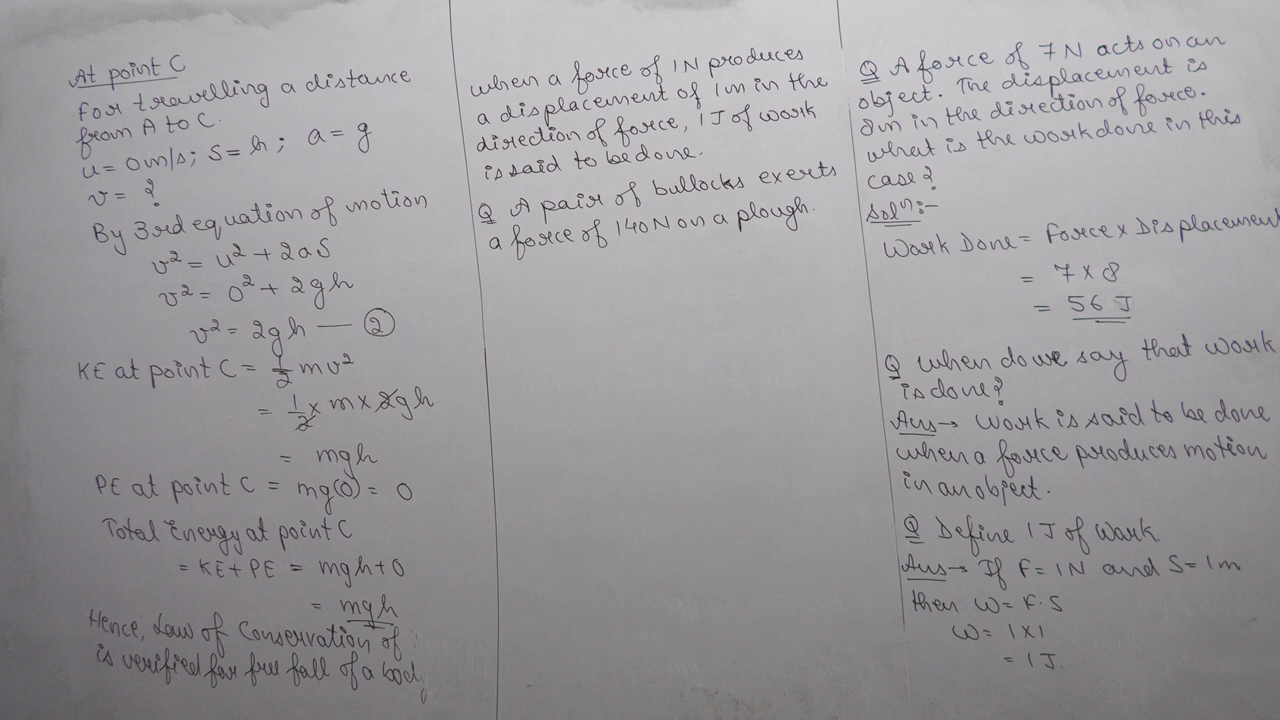 At point C
For travelling a distance
from A to C.
u = 0 m/s; S = h; a = g
v = ?
By 3rd equation of motion
v² = u² + 2aS
v² = 0² + 2gh
v² = 2gh — ②
KE at point C = 1/2 mv²
= 1/2 × m × 2gh
= mgh
PE at point C = mg(0) = 0
Total Energy at point C
= KE + PE = mgh + 0
= mgh
Hence, Law of Conservation of
is verified for free fall of a bod
when a force of 1N produces
a displacement of 1m in the
direction of force, 1J of work
is said to be done.
Q A pair of bullocks exerts
a force of 140N on a plough.
Q A force of 7N acts on an
object. The displacement is
8m in the direction of force.
what is the workdone in this
case?
Solⁿ:-
Work Done = Force × Displacement
= 7 × 8
= 56 J
Q When do we say that work
is done?
Ans → Work is said to be done
when a force produces motion
in an object.
Q Define 1J of Work
Ans → If F = 1N and S = 1m
then W = F.S
W = 1×1
= 1J.